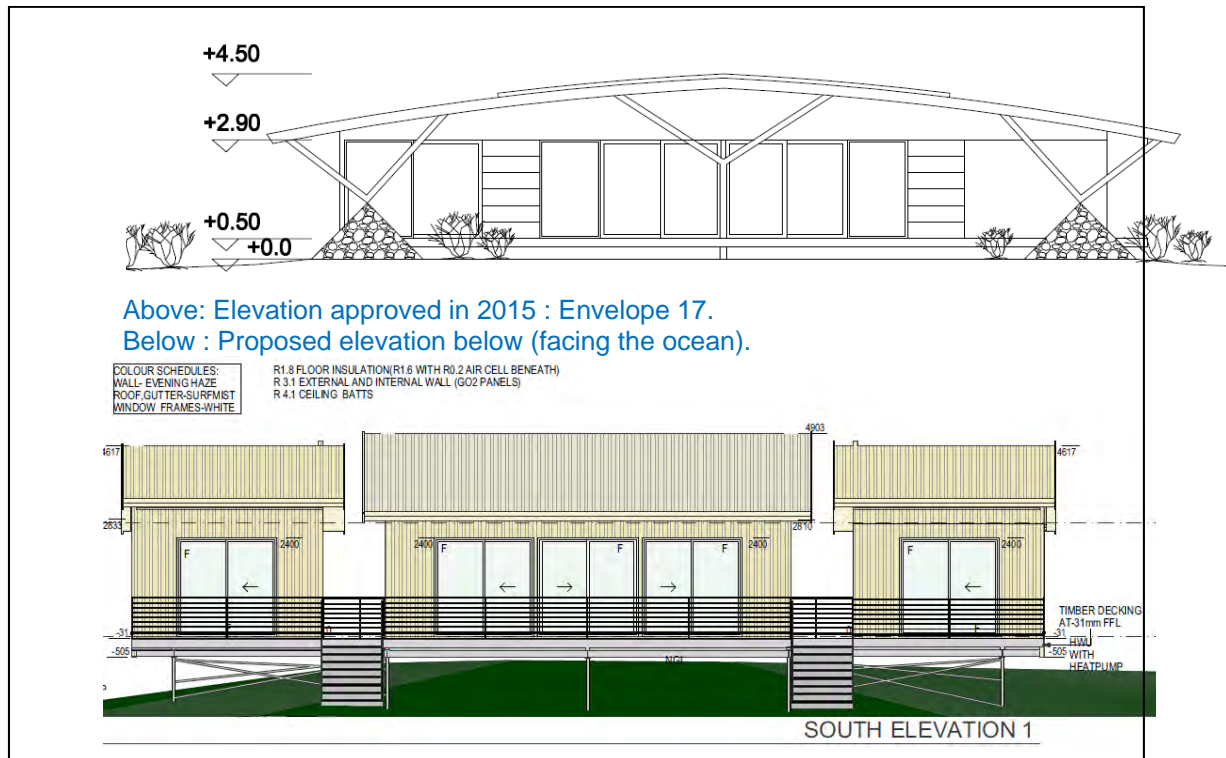 +4.50
+2.90
+0.50
+0.0
Above: Elevation approved in 2015 : Envelope 17.
Below : Proposed elevation below (facing the ocean).
COLOUR SCHEDULES:
WALL- EVENING HAZE
ROOF,GUTTER-SURFMIST
WINDOW FRAMES-WHITE
R1.8 FLOOR INSULATION(R1.6 WITH R0.2 AIR CELL BENEATH)
R 3.1 EXTERNAL AND INTERNAL WALL (GO2 PANELS)
R 4.1 CEILING BATTS
4903
4617
4617
2833
2810
2400
2400
2400
2400
F
F
F
F
F
F
F
TIMBER DECKING
AT-31mm FFL
-31
-31
HWU
-505
-505
WITH
HEATPUMP
NGL
SOUTH ELEVATION 1